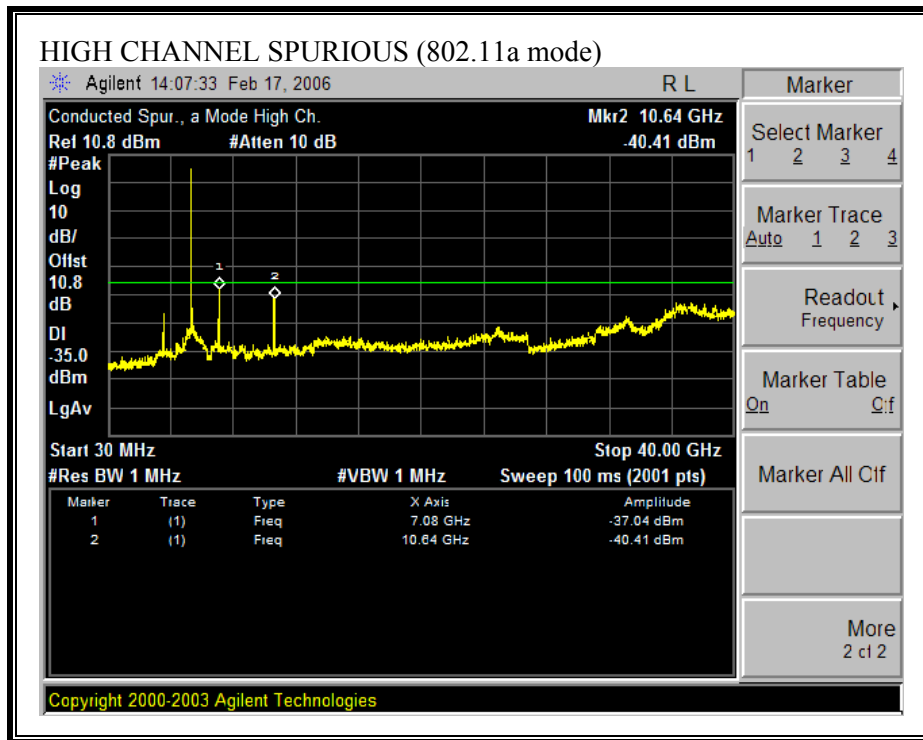 HIGH CHANNEL SPURIOUS (802.11a mode)
Agilent 14:07:33 Feb 17, 2006 R L
Marker
Conducted Spur., a Mode High Ch. Mkr2 10.64 GHz
Ref 10.8 dBm #Atten 10 dB -40.41 dBm
#Peak
Log
10
dB/
Offst
10.8
dB
DI
-35.0
dBm
LgAv
1
2
Start 30 MHz Stop 40.00 GHz
#Res BW 1 MHz #VBW 1 MHz Sweep 100 ms (2001 pts)
Marker Trace Type X Axis Amplitude
1 (1) Freq 7.08 GHz -37.04 dBm
2 (1) Freq 10.64 GHz -40.41 dBm
Select Marker
1 2 3 4
Marker Trace
Auto 1 2 3
Readout
Frequency
Marker Table
On Off
Marker All Off
More
2 of 2
Copyright 2000-2003 Agilent Technologies